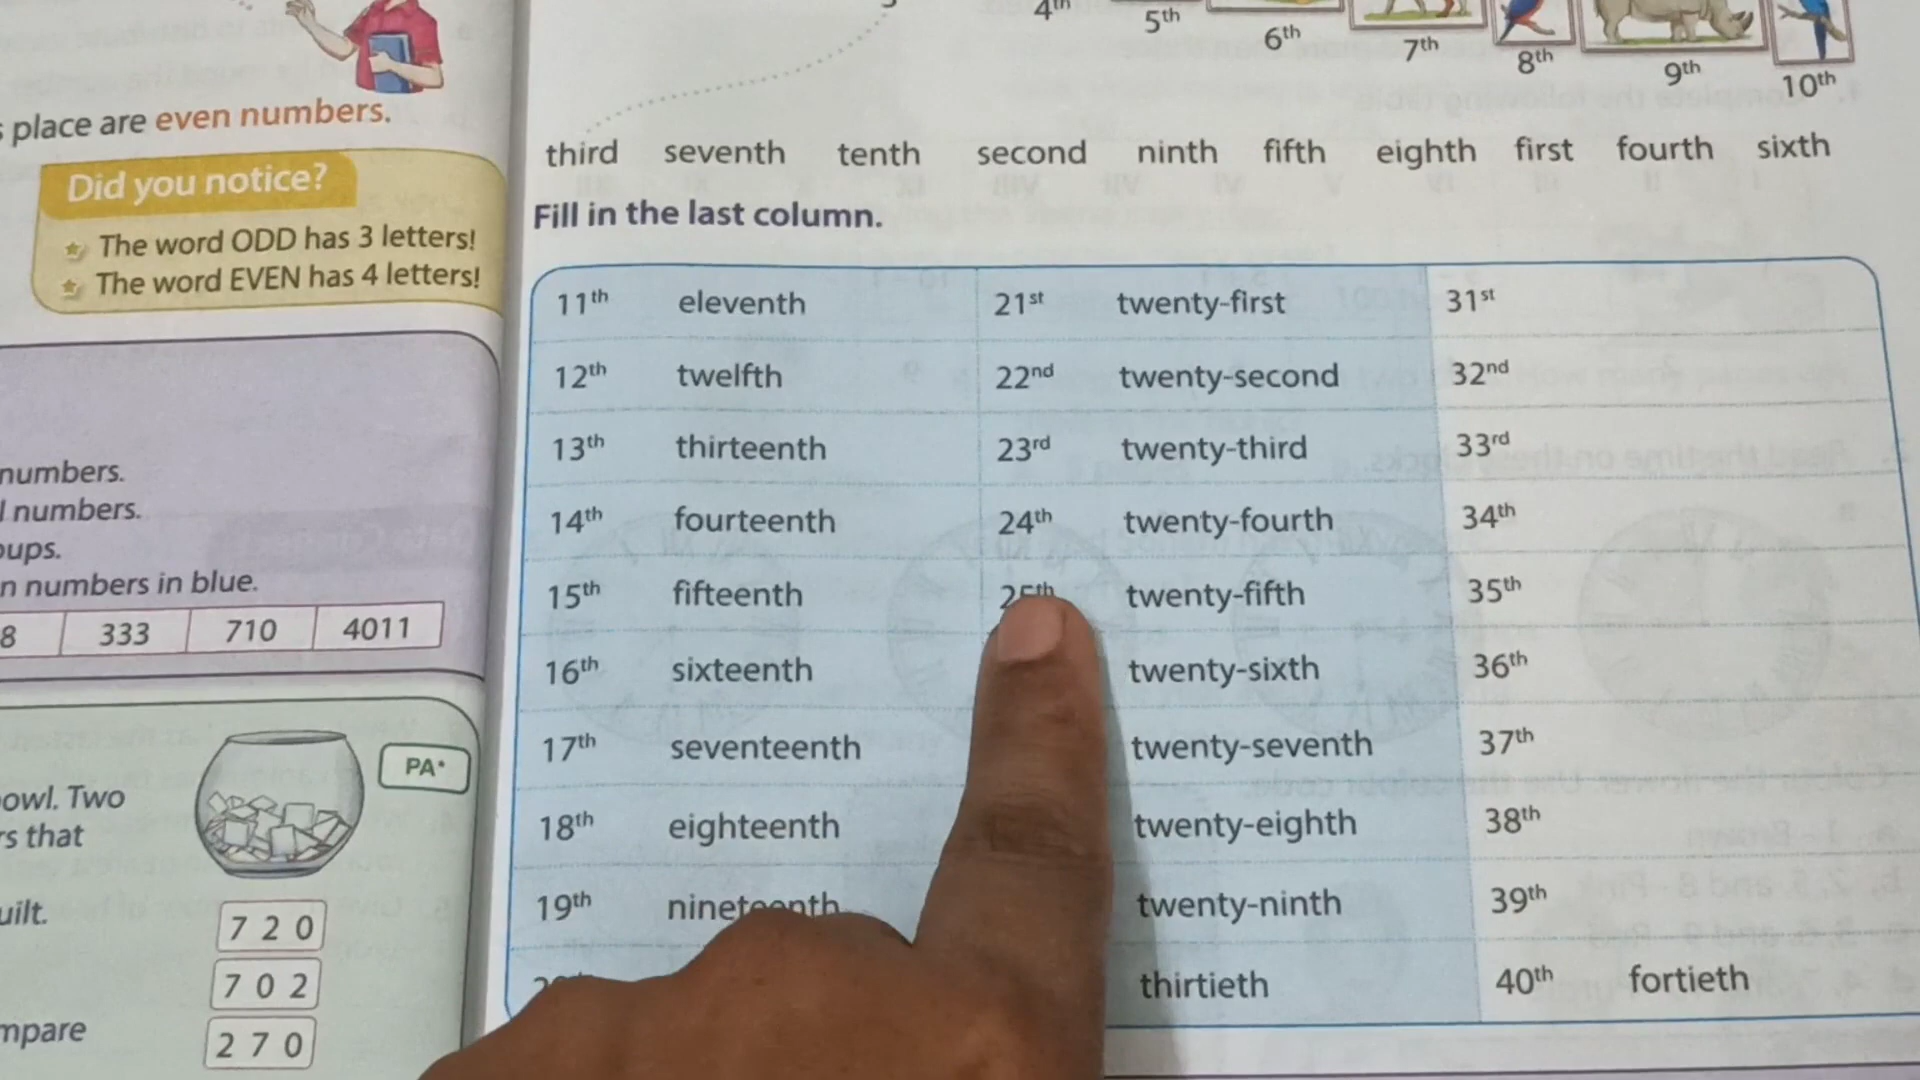 place are even numbers.
Did you notice?
The word ODD has 3 letters!
The word EVEN has 4 letters!
numbers.
numbers.
n numbers in blue.
8 333 710 4011
PA
owl. Two
s that
uilt.
7 2 0
7 0 2
mpare
2 7 0
4th 5th 6th 7th 8th 9th 10th
third seventh tenth second ninth fifth eighth first fourth sixth
Fill in the last column.
11th eleventh 21st twenty-first 31st
12th twelfth 22nd twenty-second 32nd
13th thirteenth 23rd twenty-third 33rd
14th fourteenth 24th twenty-fourth 34th
15th fifteenth 25th twenty-fifth 35th
16th sixteenth twenty-sixth 36th
17th seventeenth twenty-seventh 37th
18th eighteenth twenty-eighth 38th
19th nineteenth twenty-ninth 39th
thirtieth 40th fortieth